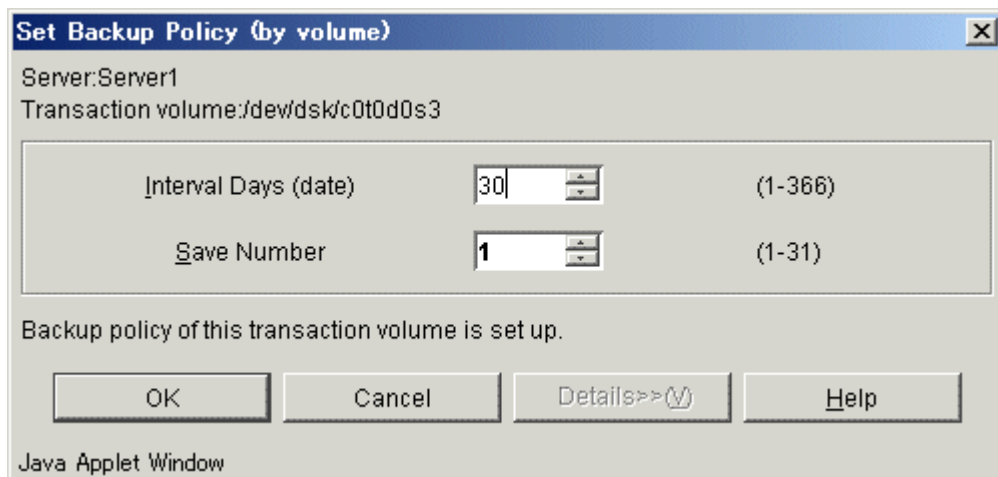 Set Backup Policy (by volume)
Server:Server1
Transaction volume:/dev/dsk/c0t0d0s3
Interval Days (date) 30 (1-366)
Save Number 1 (1-31)
Backup policy of this transaction volume is set up.
OK Cancel Details>>(V) Help
Java Applet Window